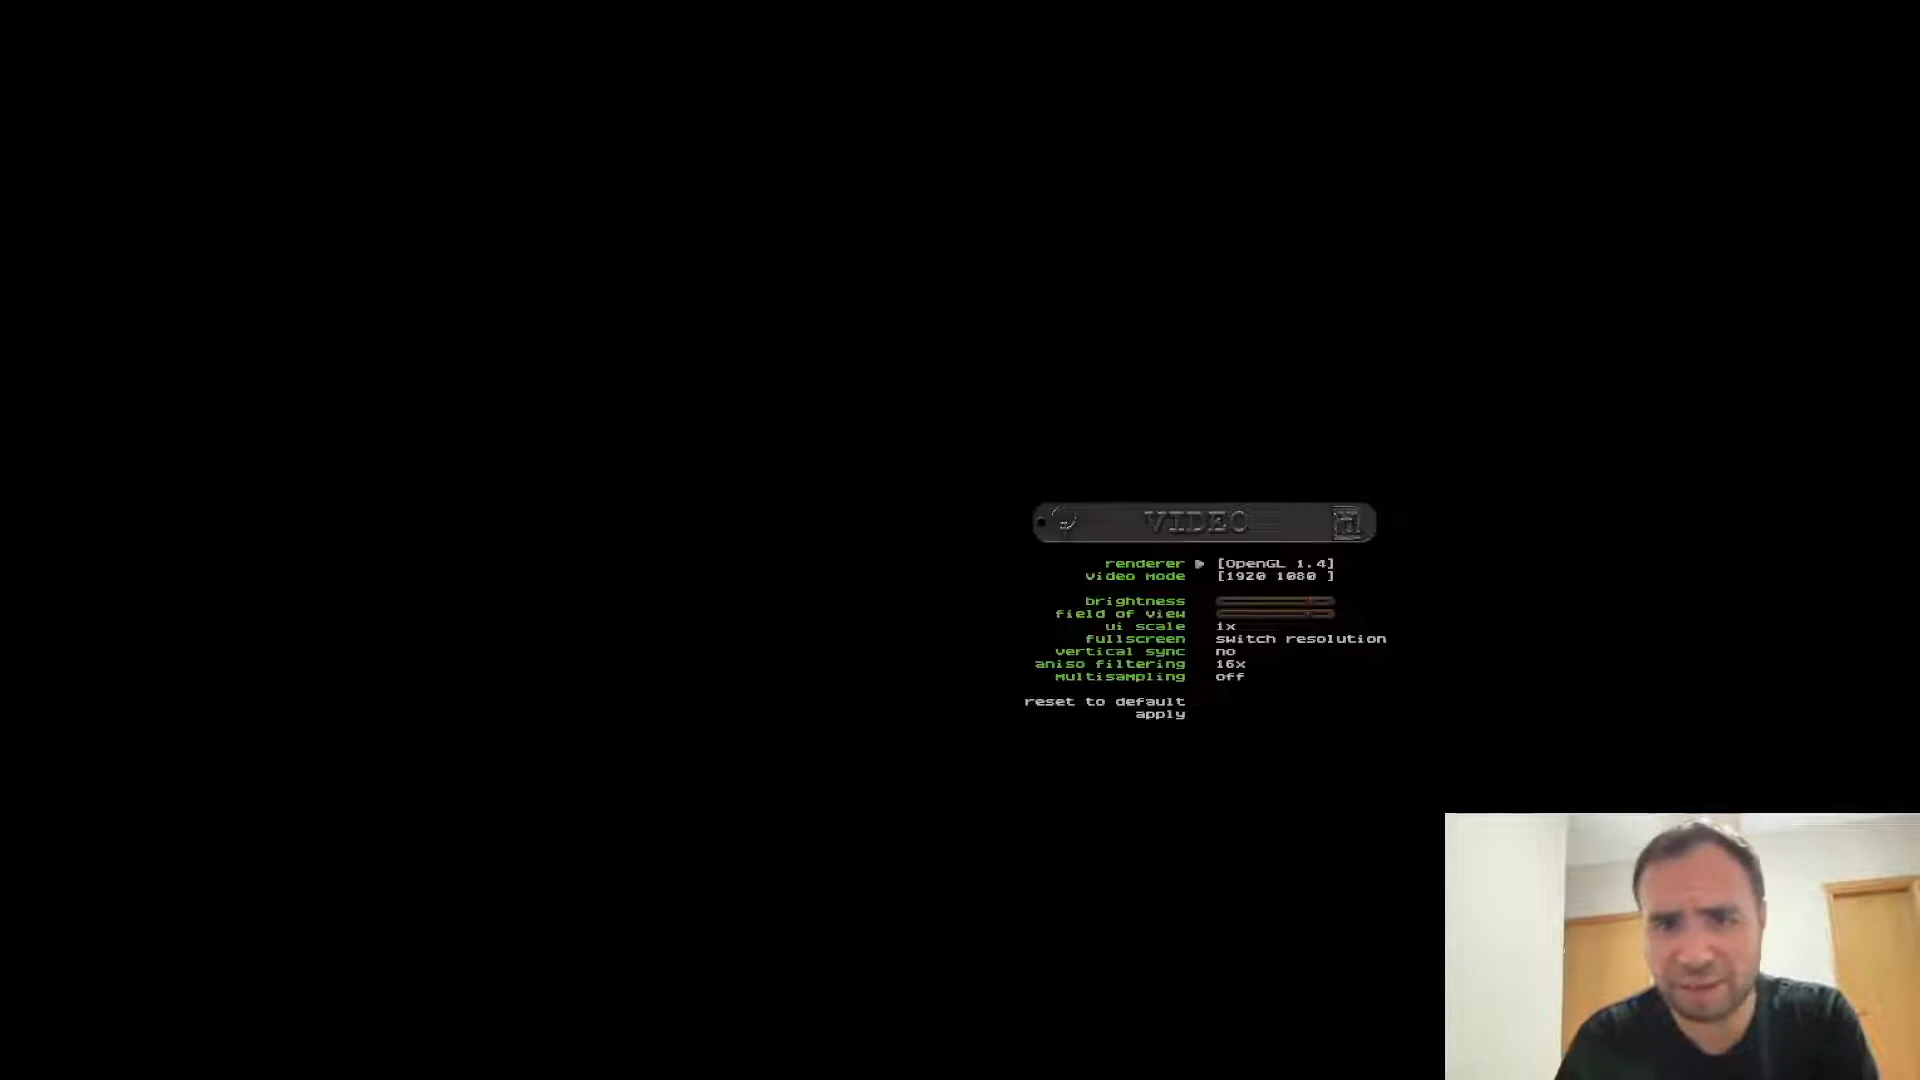 VIDEO
renderer [OpenGL 1.4]
video mode [1920 1080 ]
brightness
field of view
ui scale 1x
fullscreen switch resolution
vertical sync no
aniso filtering 16x
multisampling off
reset to default
apply